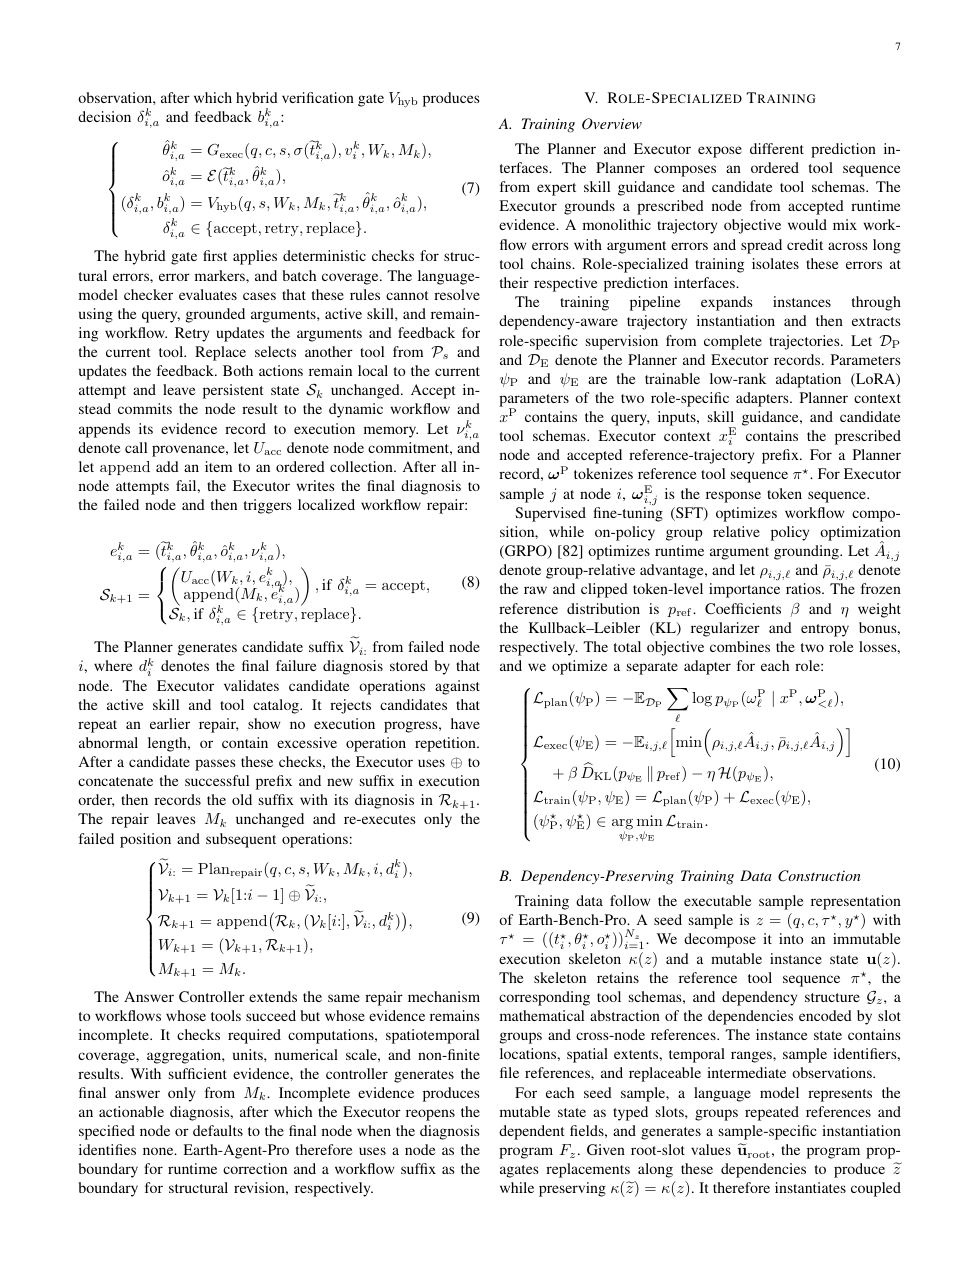 7
observation, after which hybrid verification gate V_hyb produces
decision δ^k_{i,a} and feedback b^k_{i,a}:
θ̂^k_{i,a} = G_exec(q, c, s, σ(t̃^k_{i,a}), v^k_i, W_k, M_k),
ô^k_{i,a} = ℰ(t̃^k_{i,a}, θ̂^k_{i,a}),
(δ^k_{i,a}, b^k_{i,a}) = V_hyb(q, s, W_k, M_k, t̃^k_{i,a}, θ̂^k_{i,a}, ô^k_{i,a}),
δ^k_{i,a} ∈ {accept, retry, replace}.
(7)
The hybrid gate first applies deterministic checks for struc-
tural errors, error markers, and batch coverage. The language-
model checker evaluates cases that these rules cannot resolve
using the query, grounded arguments, active skill, and remain-
ing workflow. Retry updates the arguments and feedback for
the current tool. Replace selects another tool from 𝒫_s and
updates the feedback. Both actions remain local to the current
attempt and leave persistent state 𝒮_k unchanged. Accept in-
stead commits the node result to the dynamic workflow and
appends its evidence record to execution memory. Let ν^k_{i,a}
denote call provenance, let U_acc denote node commitment, and
let append add an item to an ordered collection. After all in-
node attempts fail, the Executor writes the final diagnosis to
the failed node and then triggers localized workflow repair:
e^k_{i,a} = (t̃^k_{i,a}, θ̂^k_{i,a}, ô^k_{i,a}, ν^k_{i,a}),
𝒮_{k+1} = { (U_acc(W_k, i, e^k_{i,a}), append(M_k, e^k_{i,a})), if δ^k_{i,a} = accept,
𝒮_k, if δ^k_{i,a} ∈ {retry, replace}.
(8)
The Planner generates candidate suffix 𝒱̃_{i:} from failed node
i, where d^k_i denotes the final failure diagnosis stored by that
node. The Executor validates candidate operations against
the active skill and tool catalog. It rejects candidates that
repeat an earlier repair, show no execution progress, have
abnormal length, or contain excessive operation repetition.
After a candidate passes these checks, the Executor uses ⊕ to
concatenate the successful prefix and new suffix in execution
order, then records the old suffix with its diagnosis in ℛ_{k+1}.
The repair leaves M_k unchanged and re-executes only the
failed position and subsequent operations:
𝒱̃_{i:} = Plan_repair(q, c, s, W_k, M_k, i, d^k_i),
𝒱_{k+1} = 𝒱_k[1:i − 1] ⊕ 𝒱̃_{i:},
ℛ_{k+1} = append(ℛ_k, (𝒱_k[i:], 𝒱̃_{i:}, d^k_i)),
W_{k+1} = (𝒱_{k+1}, ℛ_{k+1}),
M_{k+1} = M_k.
(9)
The Answer Controller extends the same repair mechanism
to workflows whose tools succeed but whose evidence remains
incomplete. It checks required computations, spatiotemporal
coverage, aggregation, units, numerical scale, and non-finite
results. With sufficient evidence, the controller generates the
final answer only from M_k. Incomplete evidence produces
an actionable diagnosis, after which the Executor reopens the
specified node or defaults to the final node when the diagnosis
identifies none. Earth-Agent-Pro therefore uses a node as the
boundary for runtime correction and a workflow suffix as the
boundary for structural revision, respectively.
V. ROLE-SPECIALIZED TRAINING
A. Training Overview
The Planner and Executor expose different prediction in-
terfaces. The Planner composes an ordered tool sequence
from expert skill guidance and candidate tool schemas. The
Executor grounds a prescribed node from accepted runtime
evidence. A monolithic trajectory objective would mix work-
flow errors with argument errors and spread credit across long
tool chains. Role-specialized training isolates these errors at
their respective prediction interfaces.
The training pipeline expands instances through
dependency-aware trajectory instantiation and then extracts
role-specific supervision from complete trajectories. Let 𝒟_P
and 𝒟_E denote the Planner and Executor records. Parameters
ψ_P and ψ_E are the trainable low-rank adaptation (LoRA)
parameters of the two role-specific adapters. Planner context
x^P contains the query, inputs, skill guidance, and candidate
tool schemas. Executor context x^E_i contains the prescribed
node and accepted reference-trajectory prefix. For a Planner
record, ω^P tokenizes reference tool sequence π⋆. For Executor
sample j at node i, ω^E_{i,j} is the response token sequence.
Supervised fine-tuning (SFT) optimizes workflow compo-
sition, while on-policy group relative policy optimization
(GRPO) [82] optimizes runtime argument grounding. Let Â_{i,j}
denote group-relative advantage, and let ρ_{i,j,ℓ} and ρ̄_{i,j,ℓ} denote
the raw and clipped token-level importance ratios. The frozen
reference distribution is p_ref. Coefficients β and η weight
the Kullback–Leibler (KL) regularizer and entropy bonus,
respectively. The total objective combines the two role losses,
and we optimize a separate adapter for each role:
ℒ_plan(ψ_P) = −𝔼_{𝒟_P} ∑_ℓ log p_{ψ_P}(ω^P_ℓ | x^P, ω^P_{<ℓ}),
ℒ_exec(ψ_E) = −𝔼_{i,j,ℓ}[min(ρ_{i,j,ℓ}Â_{i,j}, ρ̄_{i,j,ℓ}Â_{i,j})]
+ β D̂_KL(p_{ψ_E} ∥ p_ref) − η ℋ(p_{ψ_E}),
ℒ_train(ψ_P, ψ_E) = ℒ_plan(ψ_P) + ℒ_exec(ψ_E),
(ψ⋆_P, ψ⋆_E) ∈ arg min_{ψ_P,ψ_E} ℒ_train.
(10)
B. Dependency-Preserving Training Data Construction
Training data follow the executable sample representation
of Earth-Bench-Pro. A seed sample is z = (q, c, τ⋆, y⋆) with
τ⋆ = ((t⋆_i, θ⋆_i, o⋆_i))^{N_z}_{i=1}. We decompose it into an immutable
execution skeleton κ(z) and a mutable instance state u(z).
The skeleton retains the reference tool sequence π⋆, the
corresponding tool schemas, and dependency structure 𝒢_z, a
mathematical abstraction of the dependencies encoded by slot
groups and cross-node references. The instance state contains
locations, spatial extents, temporal ranges, sample identifiers,
file references, and replaceable intermediate observations.
For each seed sample, a language model represents the
mutable state as typed slots, groups repeated references and
dependent fields, and generates a sample-specific instantiation
program F_z. Given root-slot values ũ_root, the program prop-
agates replacements along these dependencies to produce z̃
while preserving κ(z̃) = κ(z). It therefore instantiates coupled